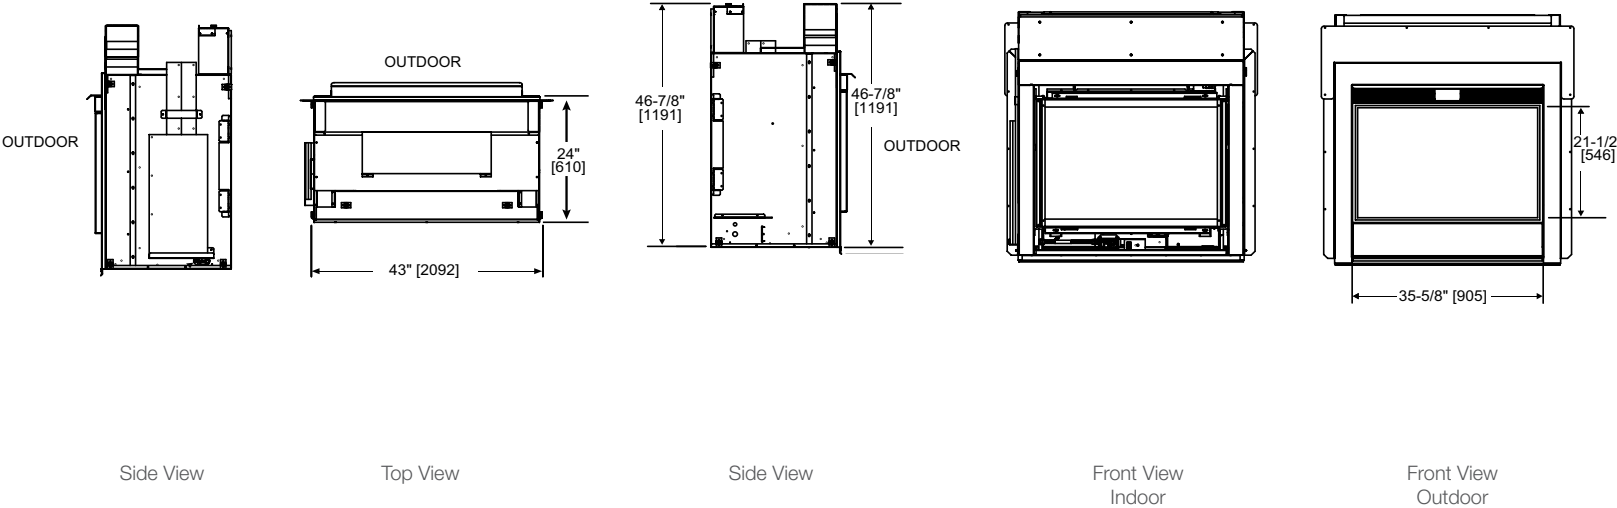 OUTDOOR
OUTDOOR
24"
[610]
43" [2092]
46-7/8"
[1191]
46-7/8"
[1191]
OUTDOOR
21-1/2
[546]
35-5/8" [905]
Side View
Top View
Side View
Front View
Indoor
Front View
Outdoor